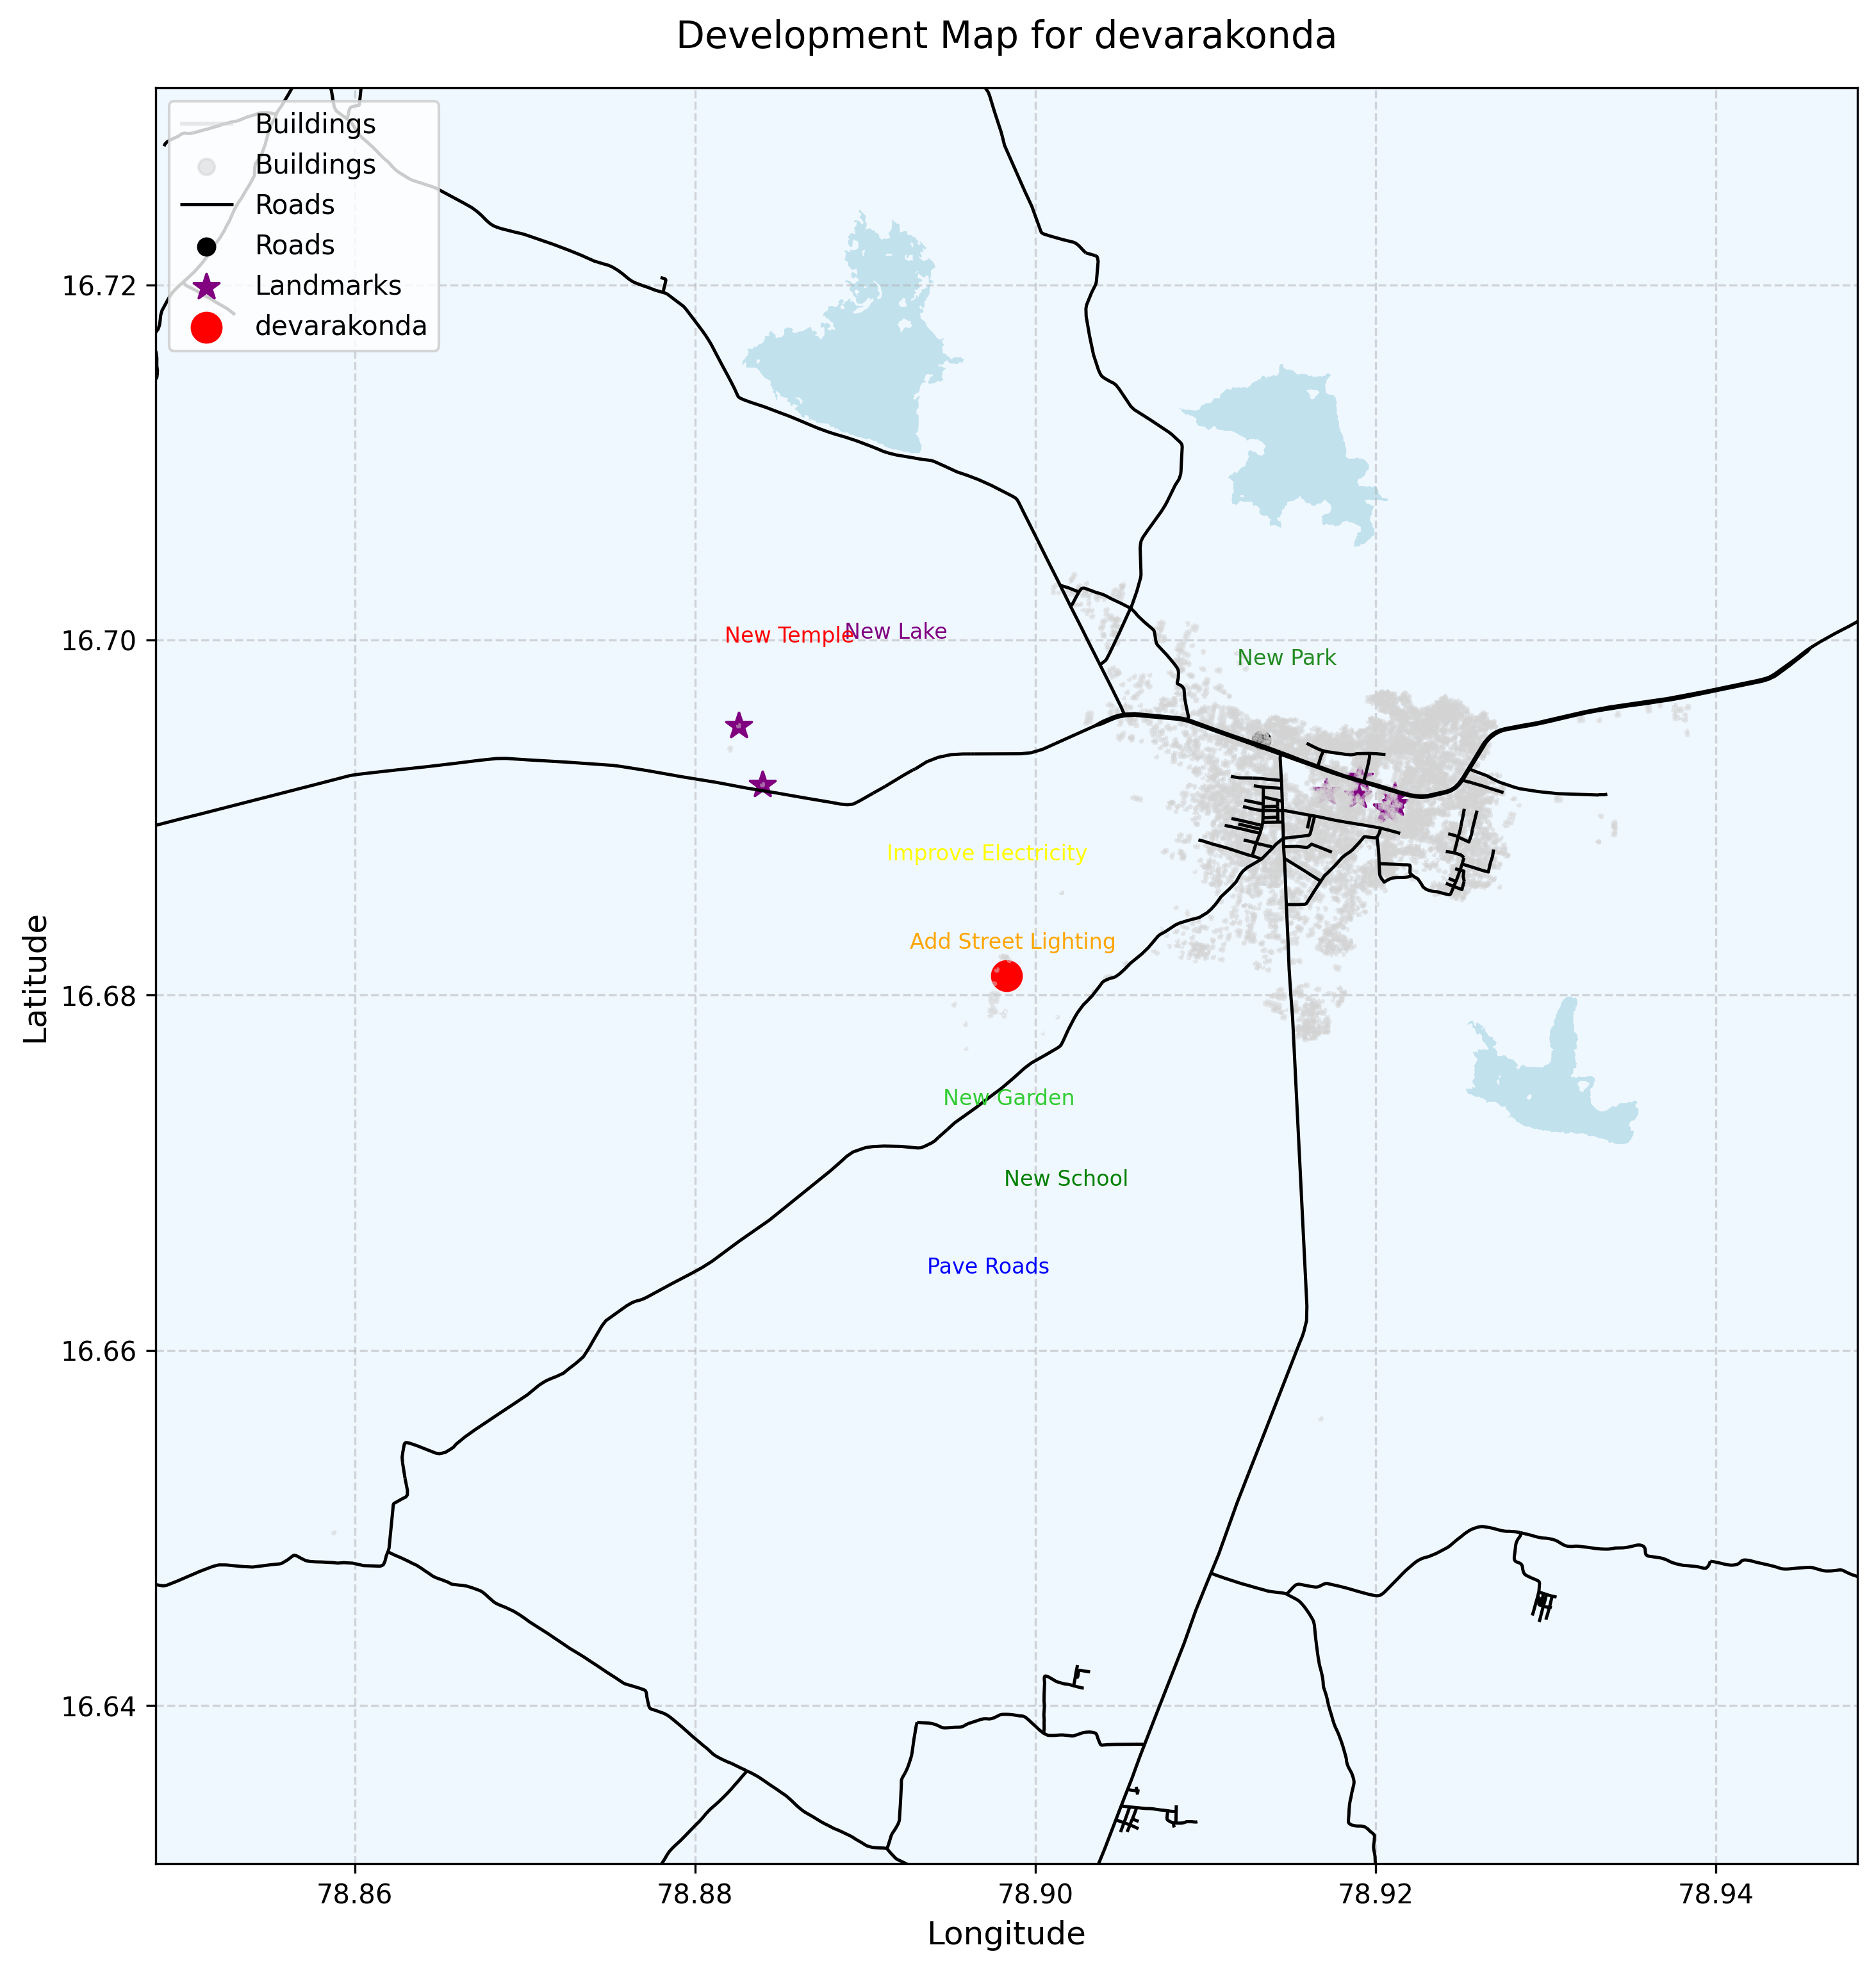 Development Map for devarakonda
Buildings
Buildings
Roads
Roads
Landmarks
devarakonda
16.72
16.70
16.68
16.66
16.64
Latitude
New Temple
New Lake
New Park
Improve Electricity
Add Street Lighting
New Garden
New School
Pave Roads
78.86
78.88
78.90
78.92
78.94
Longitude